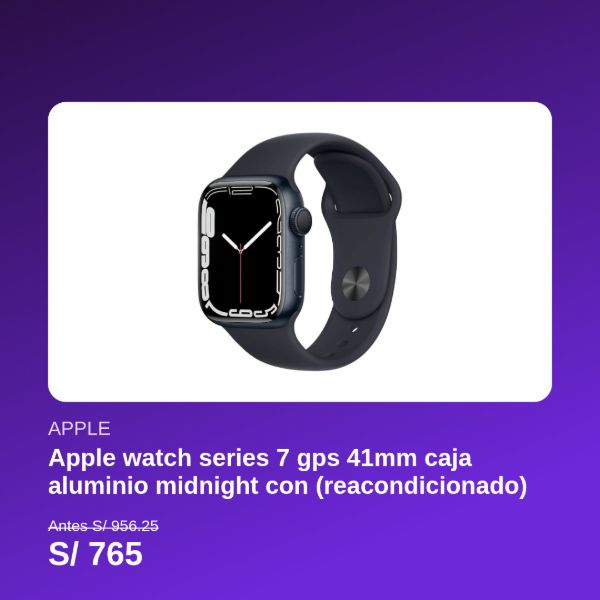 APPLE
Apple watch series 7 gps 41mm caja
aluminio midnight con (reacondicionado)
Antes S/ 956.25
S/ 765